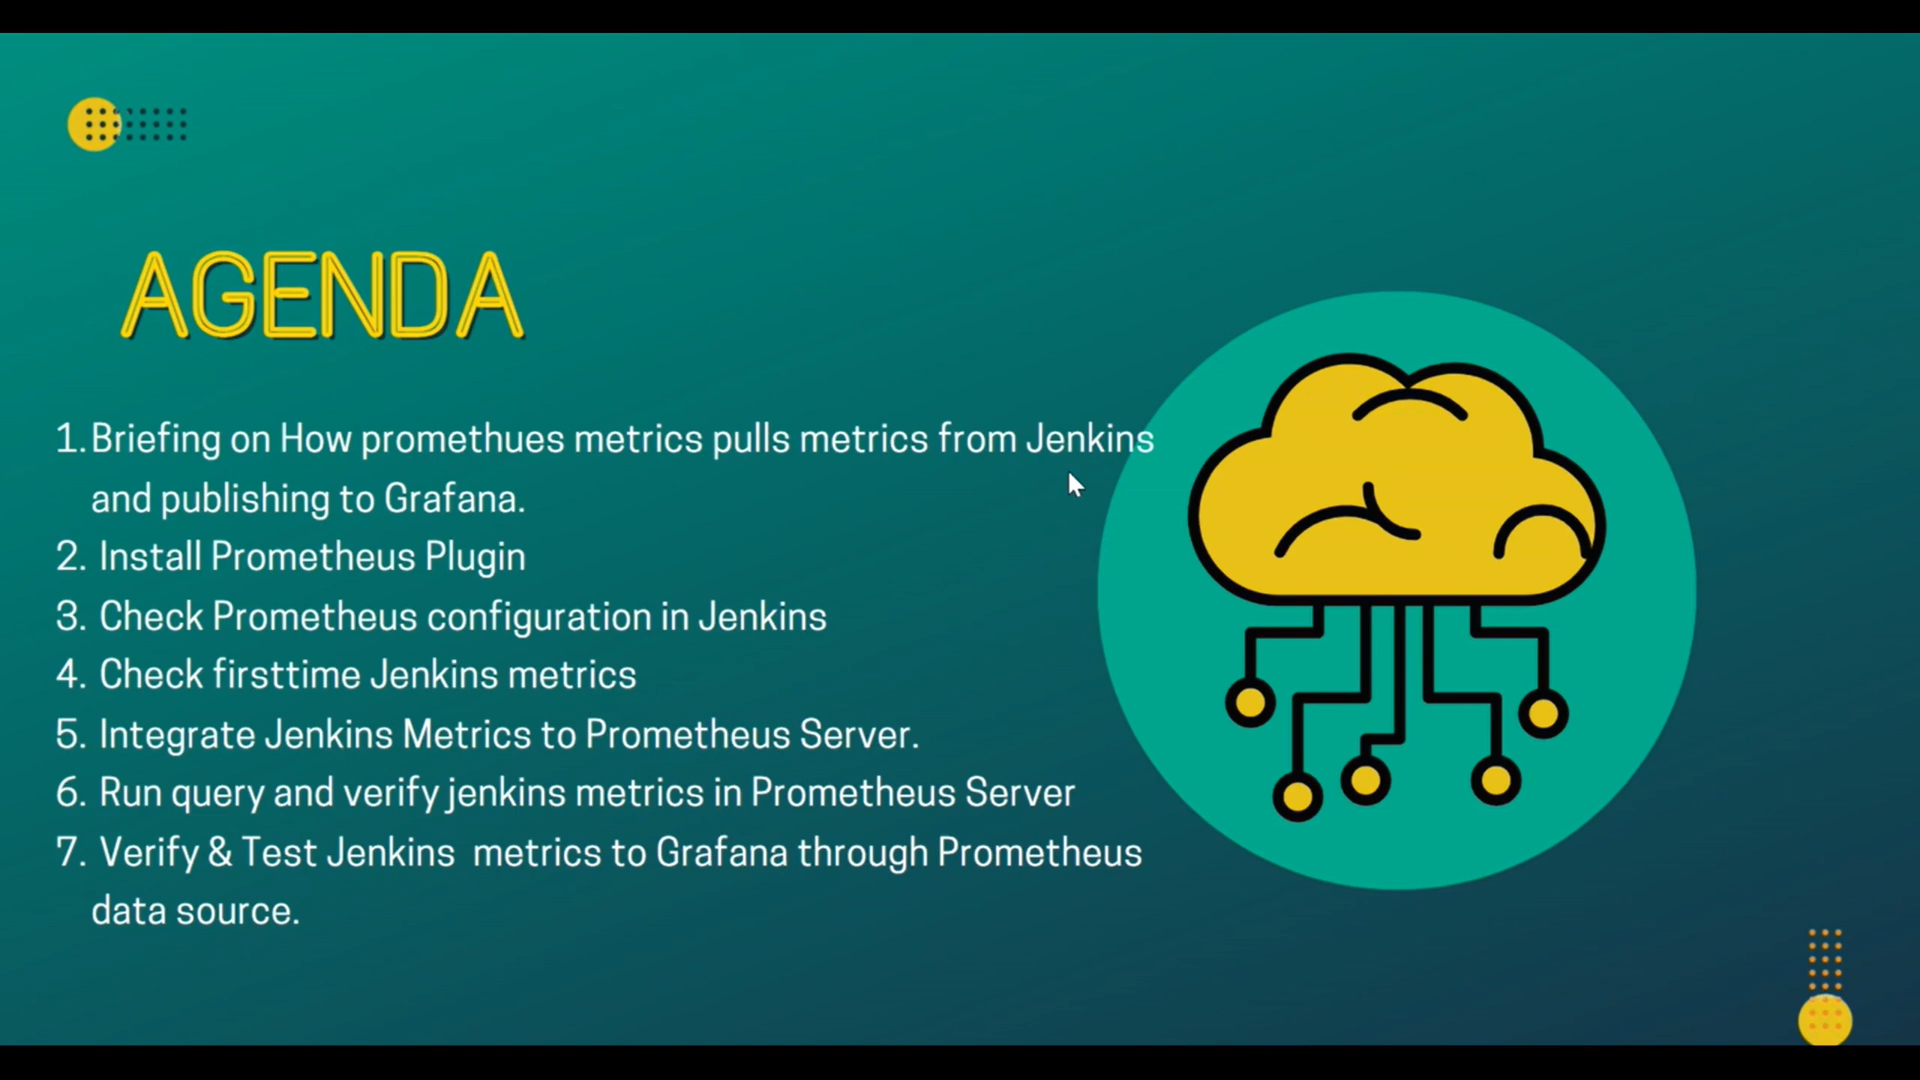 AGENDA
1. Briefing on How promethues metrics pulls metrics from Jenkins
and publishing to Grafana.
2. Install Prometheus Plugin
3. Check Prometheus configuration in Jenkins
4. Check firsttime Jenkins metrics
5. Integrate Jenkins Metrics to Prometheus Server.
6. Run query and verify jenkins metrics in Prometheus Server
7. Verify & Test Jenkins  metrics to Grafana through Prometheus
data source.